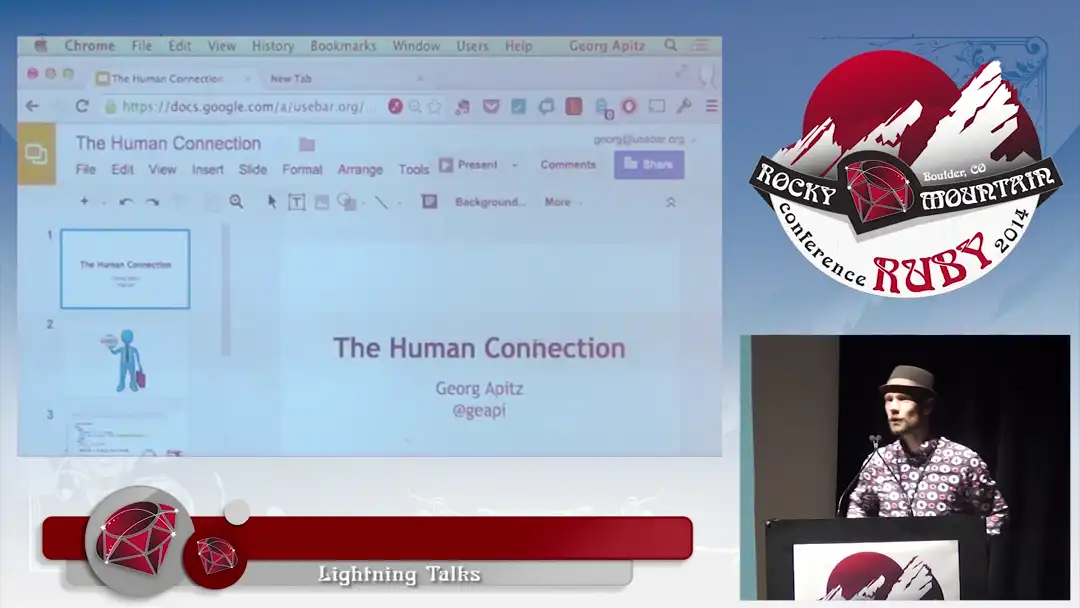 Chrome File Edit View History Bookmarks Window Users Help Georg Apitz
The Human Connection New Tab
https://docs.google.com/a/usebar.org/...
The Human Connection
georg@usebar.org
File Edit View Insert Slide Format Arrange Tools Present Comments Share
Background... More
1
The Human Connection
2
3
The Human Connection
Georg Apitz
@geapi
ROCKY MOUNTAIN
Boulder, CO
conference RUBY 2014
Lightning Talks